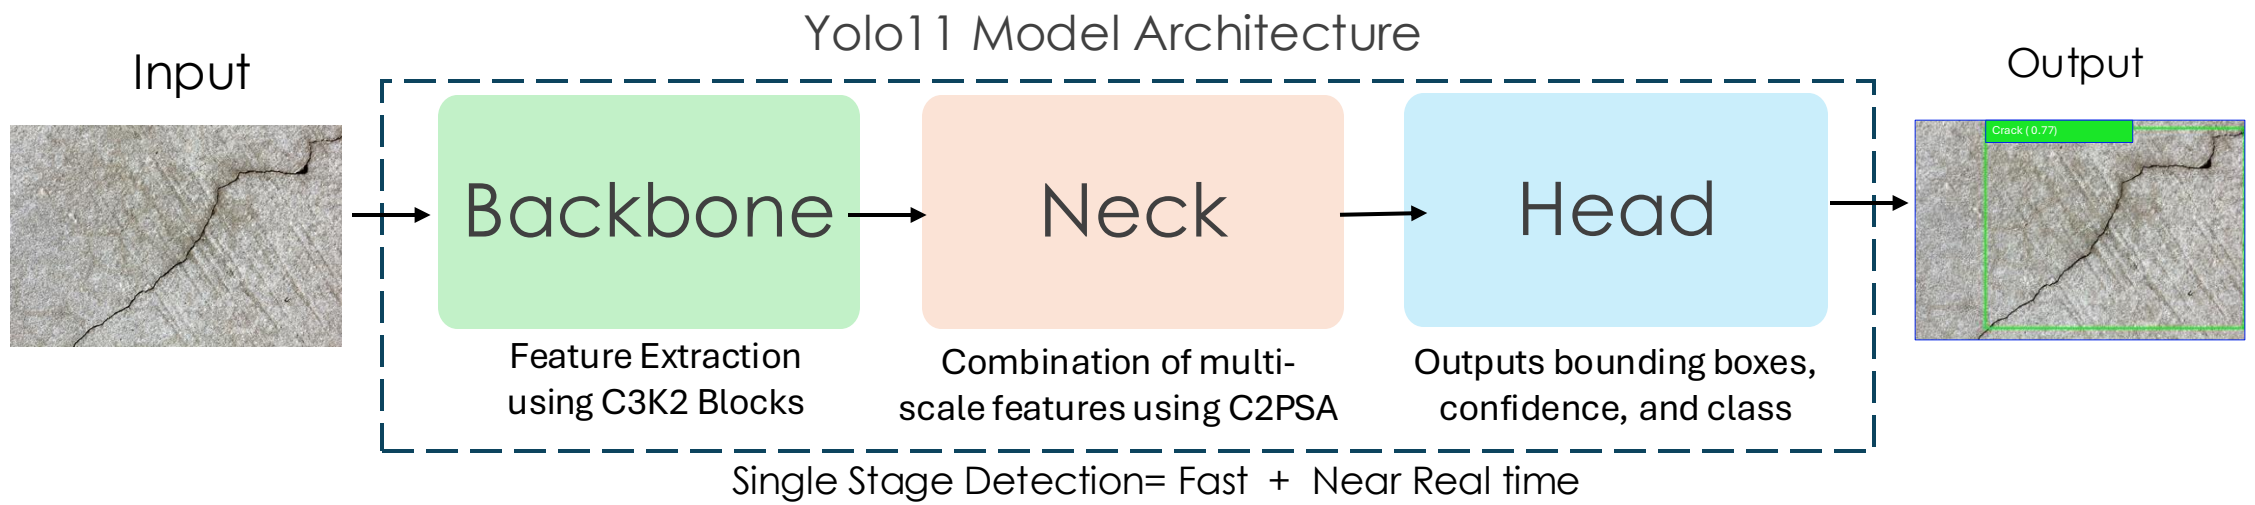 Yolo11 Model Architecture
Input
Output
Crack (0.77)
Backbone
Neck
Head
Feature Extraction
using C3K2 Blocks
Combination of multi-
scale features using C2PSA
Outputs bounding boxes,
confidence, and class
Single Stage Detection= Fast + Near Real time